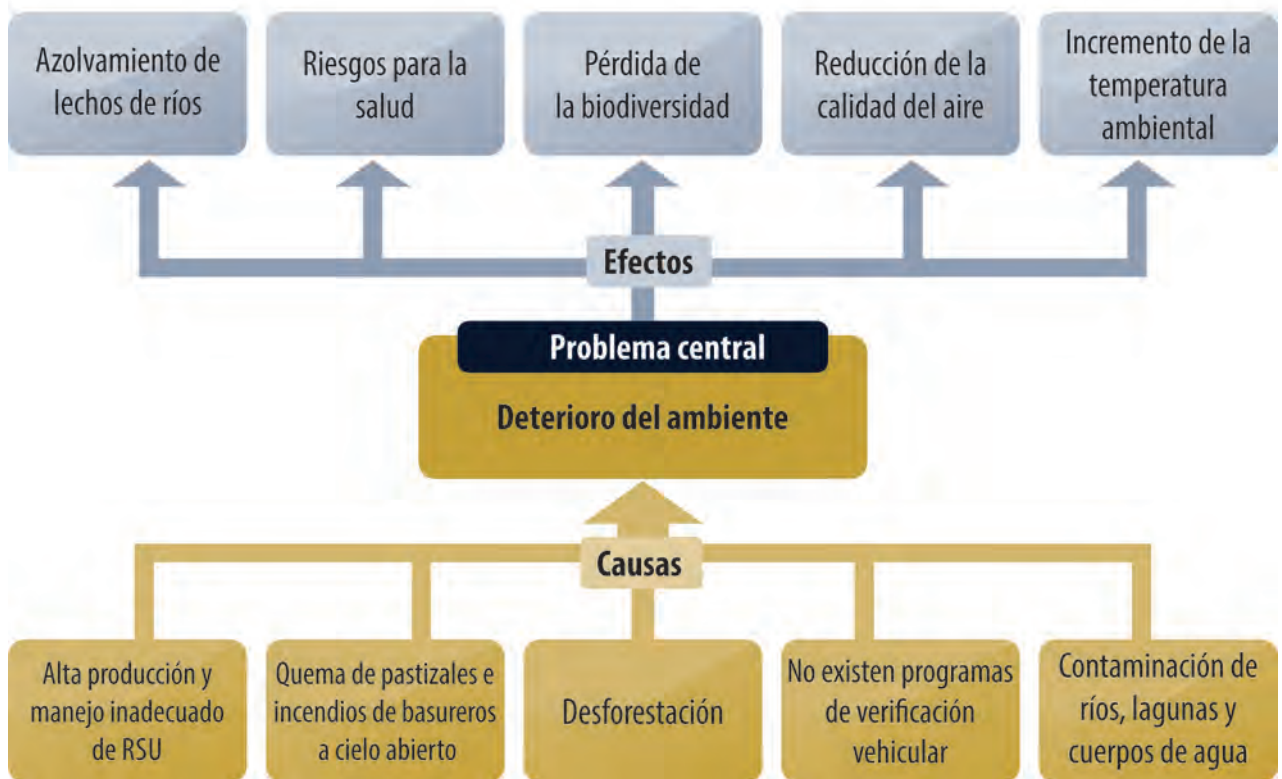 Azolvamiento de
lechos de ríos
Riesgos para la
salud
Pérdida de
la biodiversidad
Reducción de la
calidad del aire
Incremento de la
temperatura
ambiental
Efectos
Problema central
Deterioro del ambiente
Causas
Alta producción y
manejo inadecuado
de RSU
Quema de pastizales e
incendios de basureros
a cielo abierto
Desforestación
No existen programas
de verificación
vehicular
Contaminación de
ríos, lagunas y
cuerpos de agua